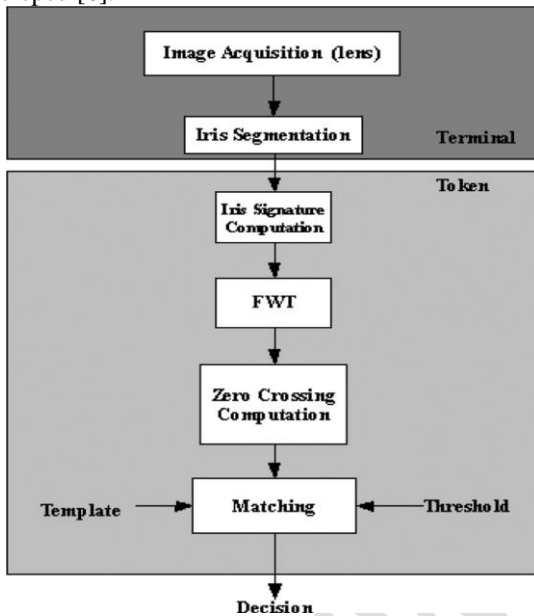 Image Acquisition (lens)
Iris Segmentation
Terminal
Token
Iris Signature
Computation
FWT
Zero Crossing
Computation
Template
Matching
Threshold
Decision